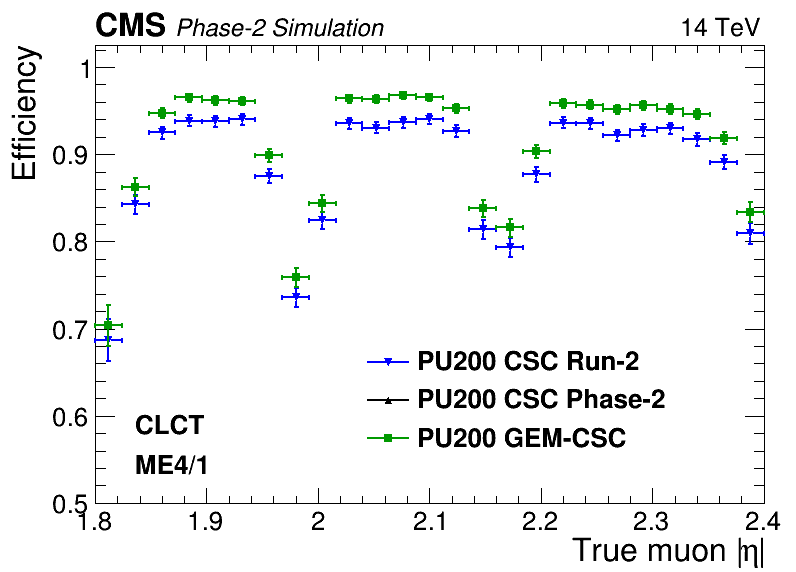 CMS Phase-2 Simulation 14 TeV
Efficiency
1
0.9
0.8
0.7
0.6
0.5
PU200 CSC Run-2
PU200 CSC Phase-2
PU200 GEM-CSC
CLCT
ME4/1
1.8 1.9 2 2.1 2.2 2.3 2.4
True muon |η|